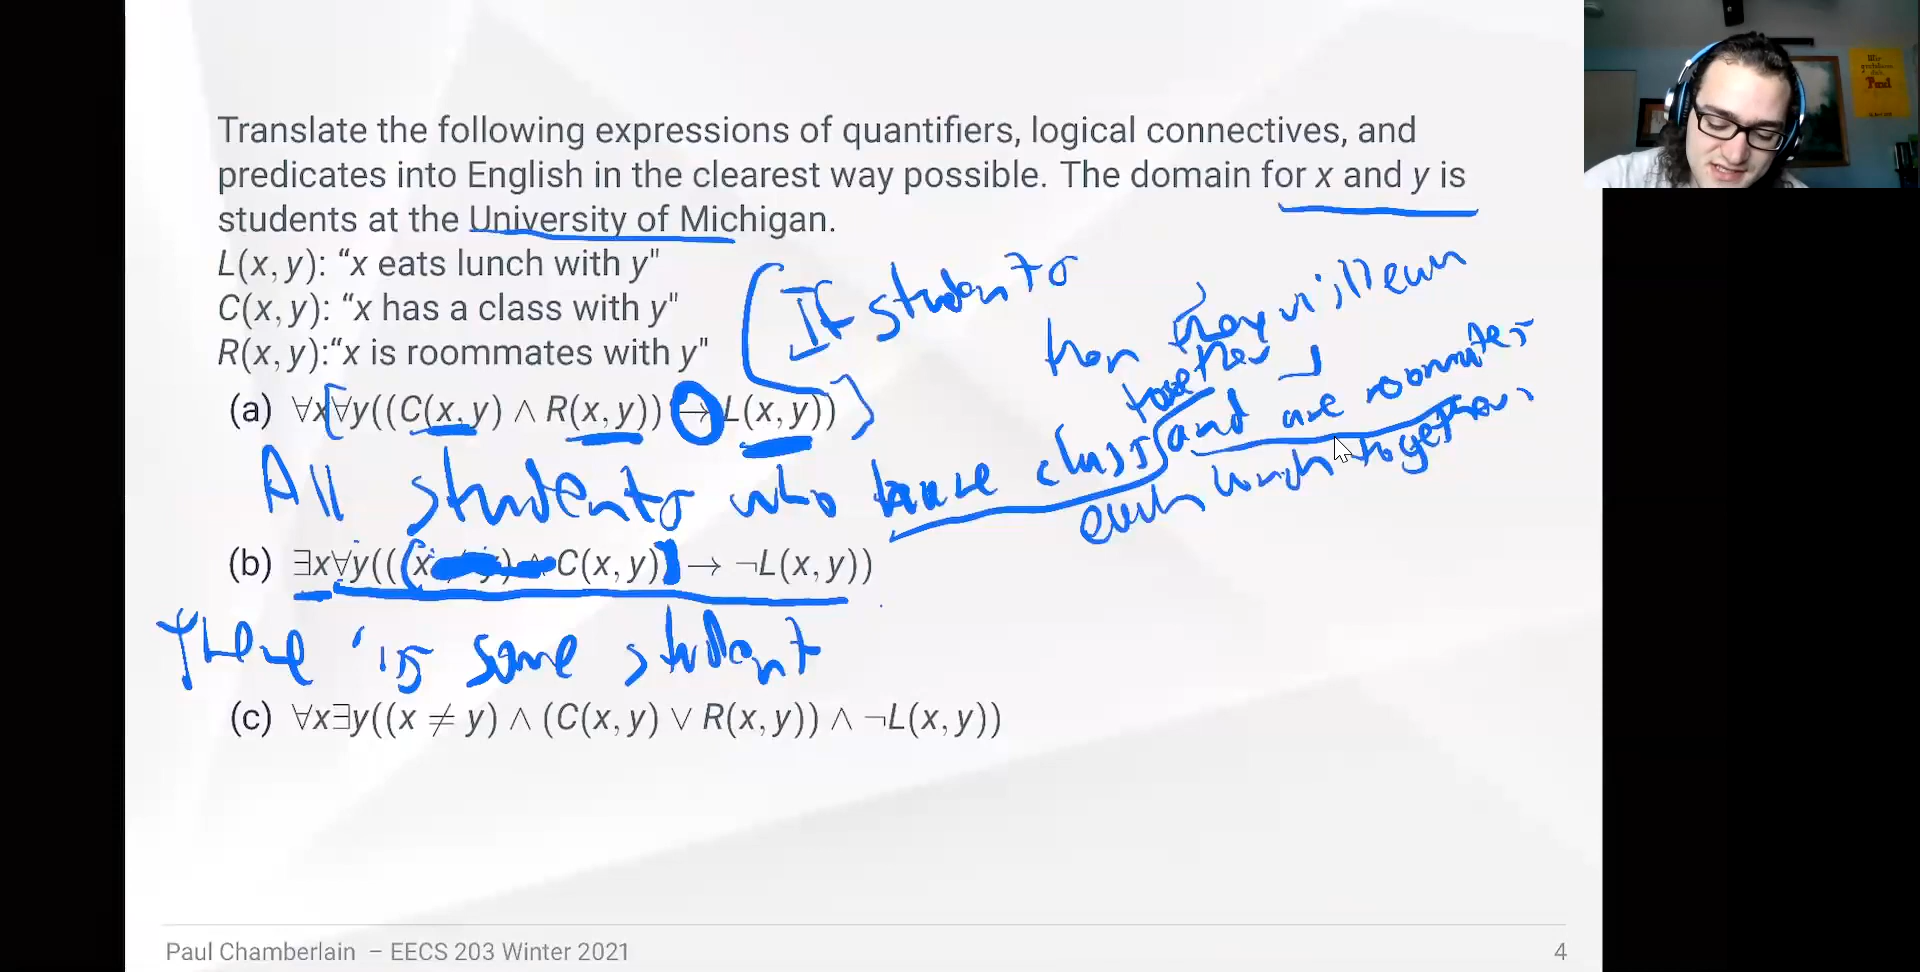 Translate the following expressions of quantifiers, logical connectives, and
predicates into English in the clearest way possible. The domain for x and y is
students at the University of Michigan.
L(x, y): “x eats lunch with y"
C(x, y): “x has a class with y"
R(x, y):“x is roommates with y"
If students
then they will
together
(a) ∀x[∀y((C(x, y) ∧ R(x, y)) → L(x, y))]
All students who have class and are roommates
lunch together
(b) ∃x∀y(((x y) ∧ C(x, y)) → ¬L(x, y))
There is some student
(c) ∀x∃y((x ≠ y) ∧ (C(x, y) ∨ R(x, y)) ∧ ¬L(x, y))
Paul Chamberlain – EECS 203 Winter 2021
4